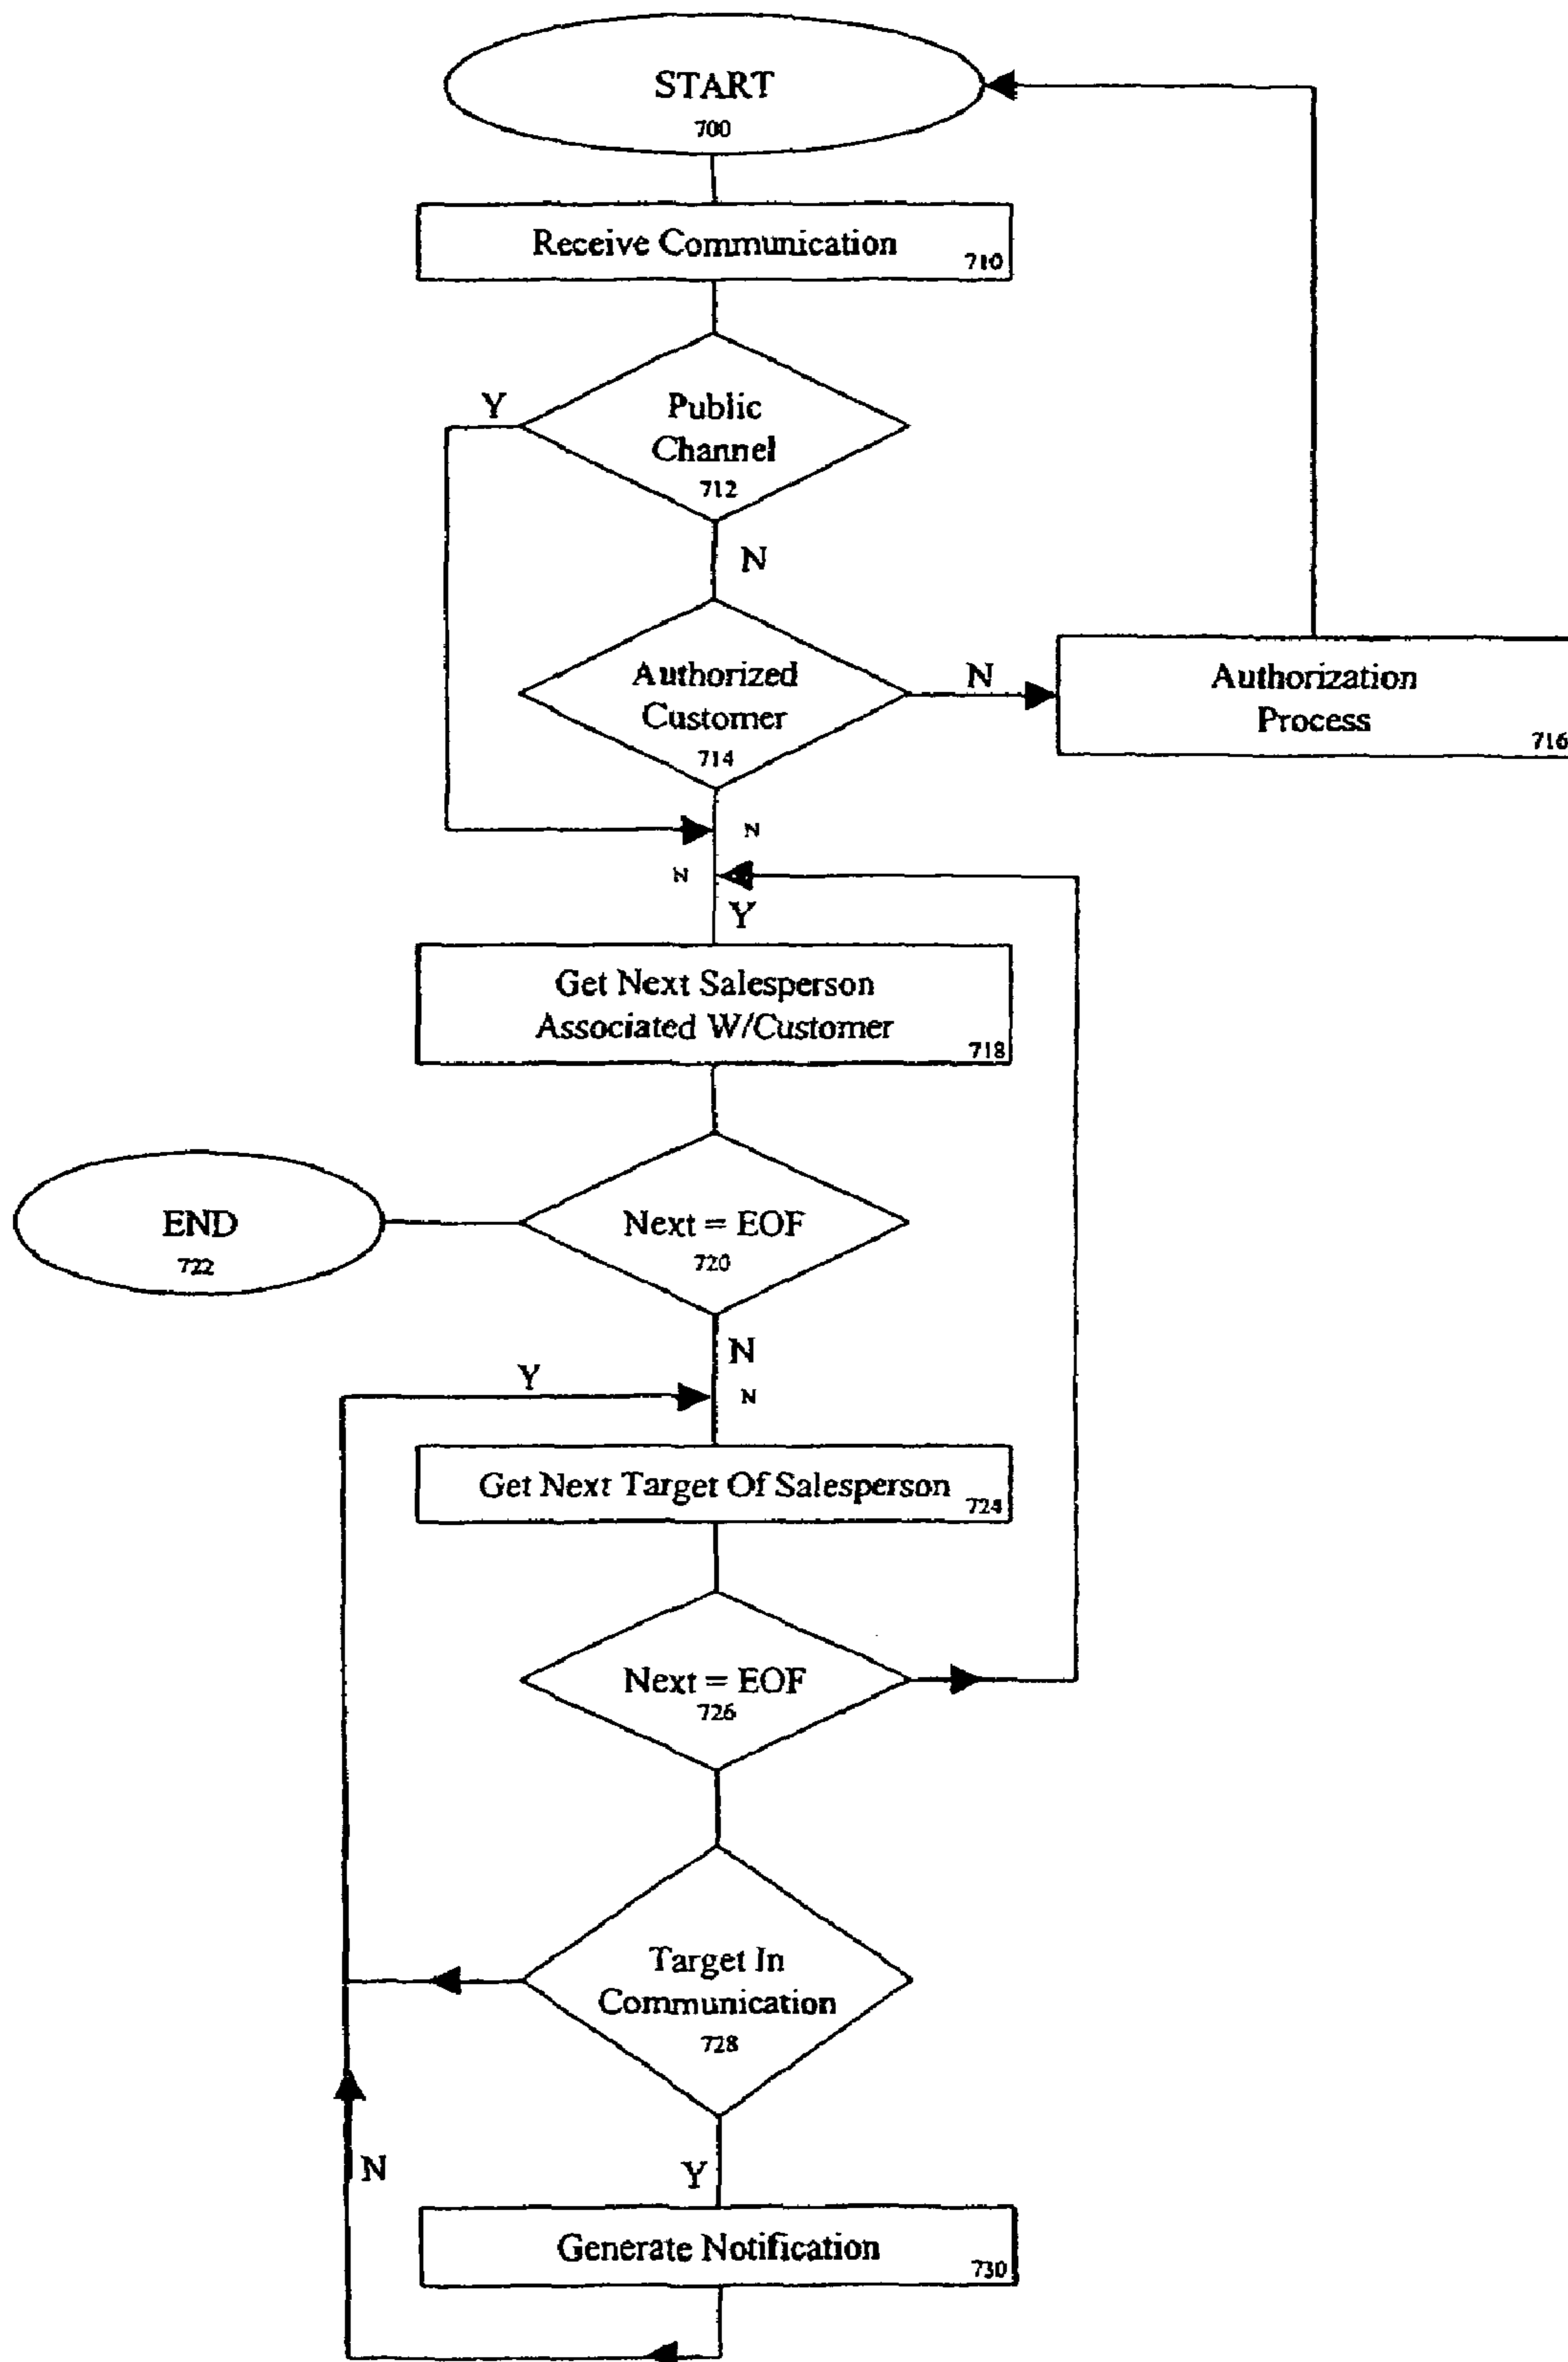 START
700
Receive Communication
710
Y
Public
Channel
712
N
Authorized
Customer
714
N
Authorization
Process
716
N
N
Y
Get Next Salesperson
Associated W/Customer
718
END
722
Next = EOF
720
N
Y
N
Get Next Target Of Salesperson
724
Next = EOF
726
Target In
Communication
728
N
Y
Generate Notification
730